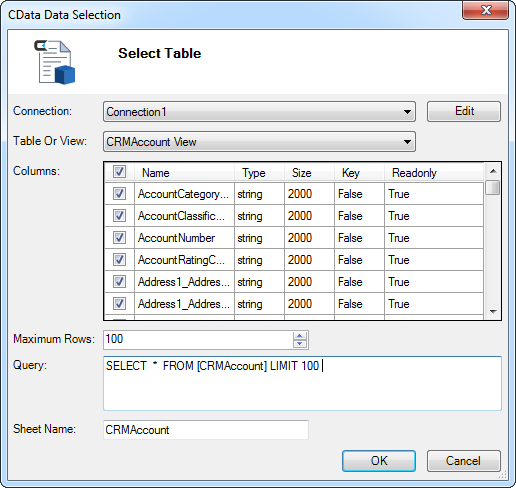 CData Data Selection
Select Table
Connection: Connection1 Edit
Table Or View: CRMAccount View
Columns: Name Type Size Key Readonly
AccountCategory... string 2000 False True
AccountClassific... string 2000 False True
AccountNumber string 2000 False True
AccountRatingC... string 2000 False True
Address1_Addres... string 2000 False True
Address1_Addres... string 2000 False True
Maximum Rows: 100
Query: SELECT * FROM [CRMAccount] LIMIT 100
Sheet Name: CRMAccount
OK Cancel